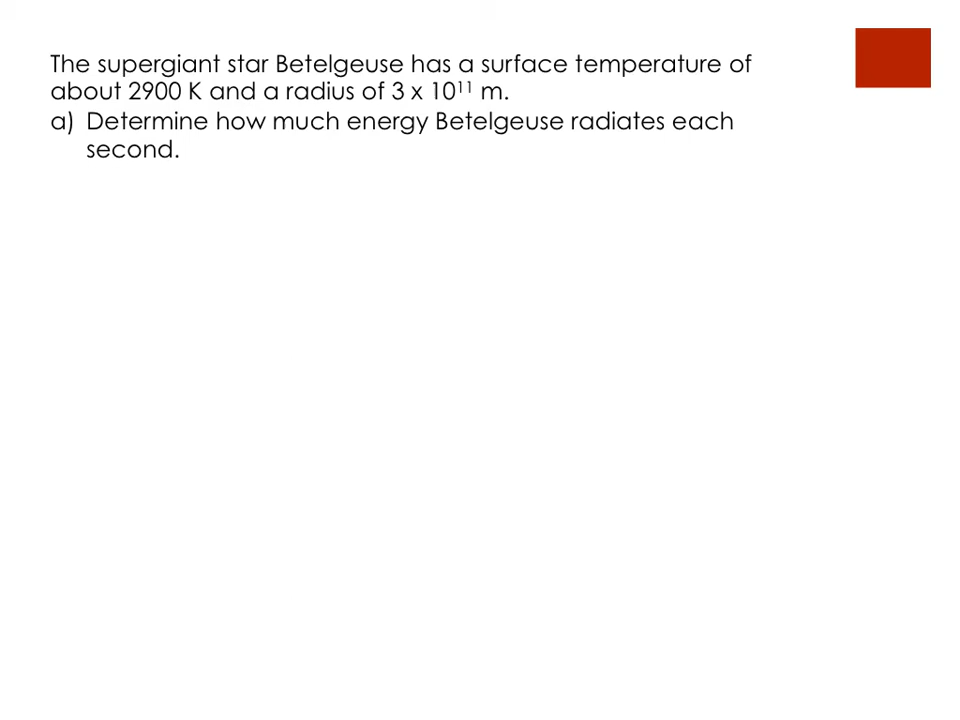 The supergiant star Betelgeuse has a surface temperature of
about 2900 K and a radius of 3 x 10¹¹ m.
a) Determine how much energy Betelgeuse radiates each
second.